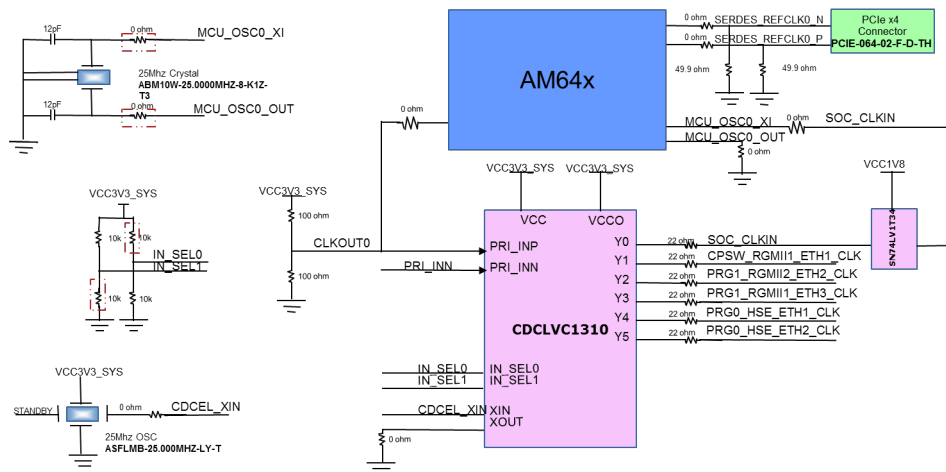 12pF
0 ohm
MCU_OSC0_XI
25Mhz Crystal
ABM10W-25.0000MHZ-8-K1Z-
T3
12pF
0 ohm
MCU_OSC0_OUT
AM64x
0 ohm
SERDES_REFCLK0_N
0 ohm
SERDES_REFCLK0_P
PCIe x4
Connector
PCIE-064-02-F-D-TH
49.9 ohm
49.9 ohm
0 ohm
MCU_OSC0_XI
0 ohm
SOC_CLKIN
MCU_OSC0_OUT
0 ohm
VCC3V3_SYS
10k
10k
IN_SEL0
IN_SEL1
10k
10k
VCC3V3_SYS
100 ohm
CLKOUT0
100 ohm
PRI_INN
VCC3V3_SYS
VCC3V3_SYS
VCC
VCCO
PRI_INP
PRI_INN
CDCLVC1310
IN_SEL0
IN_SEL0
IN_SEL1
IN_SEL1
CDCEL_XIN
XIN
XOUT
0 ohm
Y0
22 ohm
SOC_CLKIN
Y1
22 ohm
CPSW_RGMII1_ETH1_CLK
Y2
22 ohm
PRG1_RGMII2_ETH2_CLK
Y3
22 ohm
PRG1_RGMII1_ETH3_CLK
Y4
22 ohm
PRG0_HSE_ETH1_CLK
Y5
22 ohm
PRG0_HSE_ETH2_CLK
VCC1V8
SN74LV1T34
VCC3V3_SYS
STANDBY
0 ohm
CDCEL_XIN
25Mhz OSC
ASFLMB-25.000MHZ-LY-T